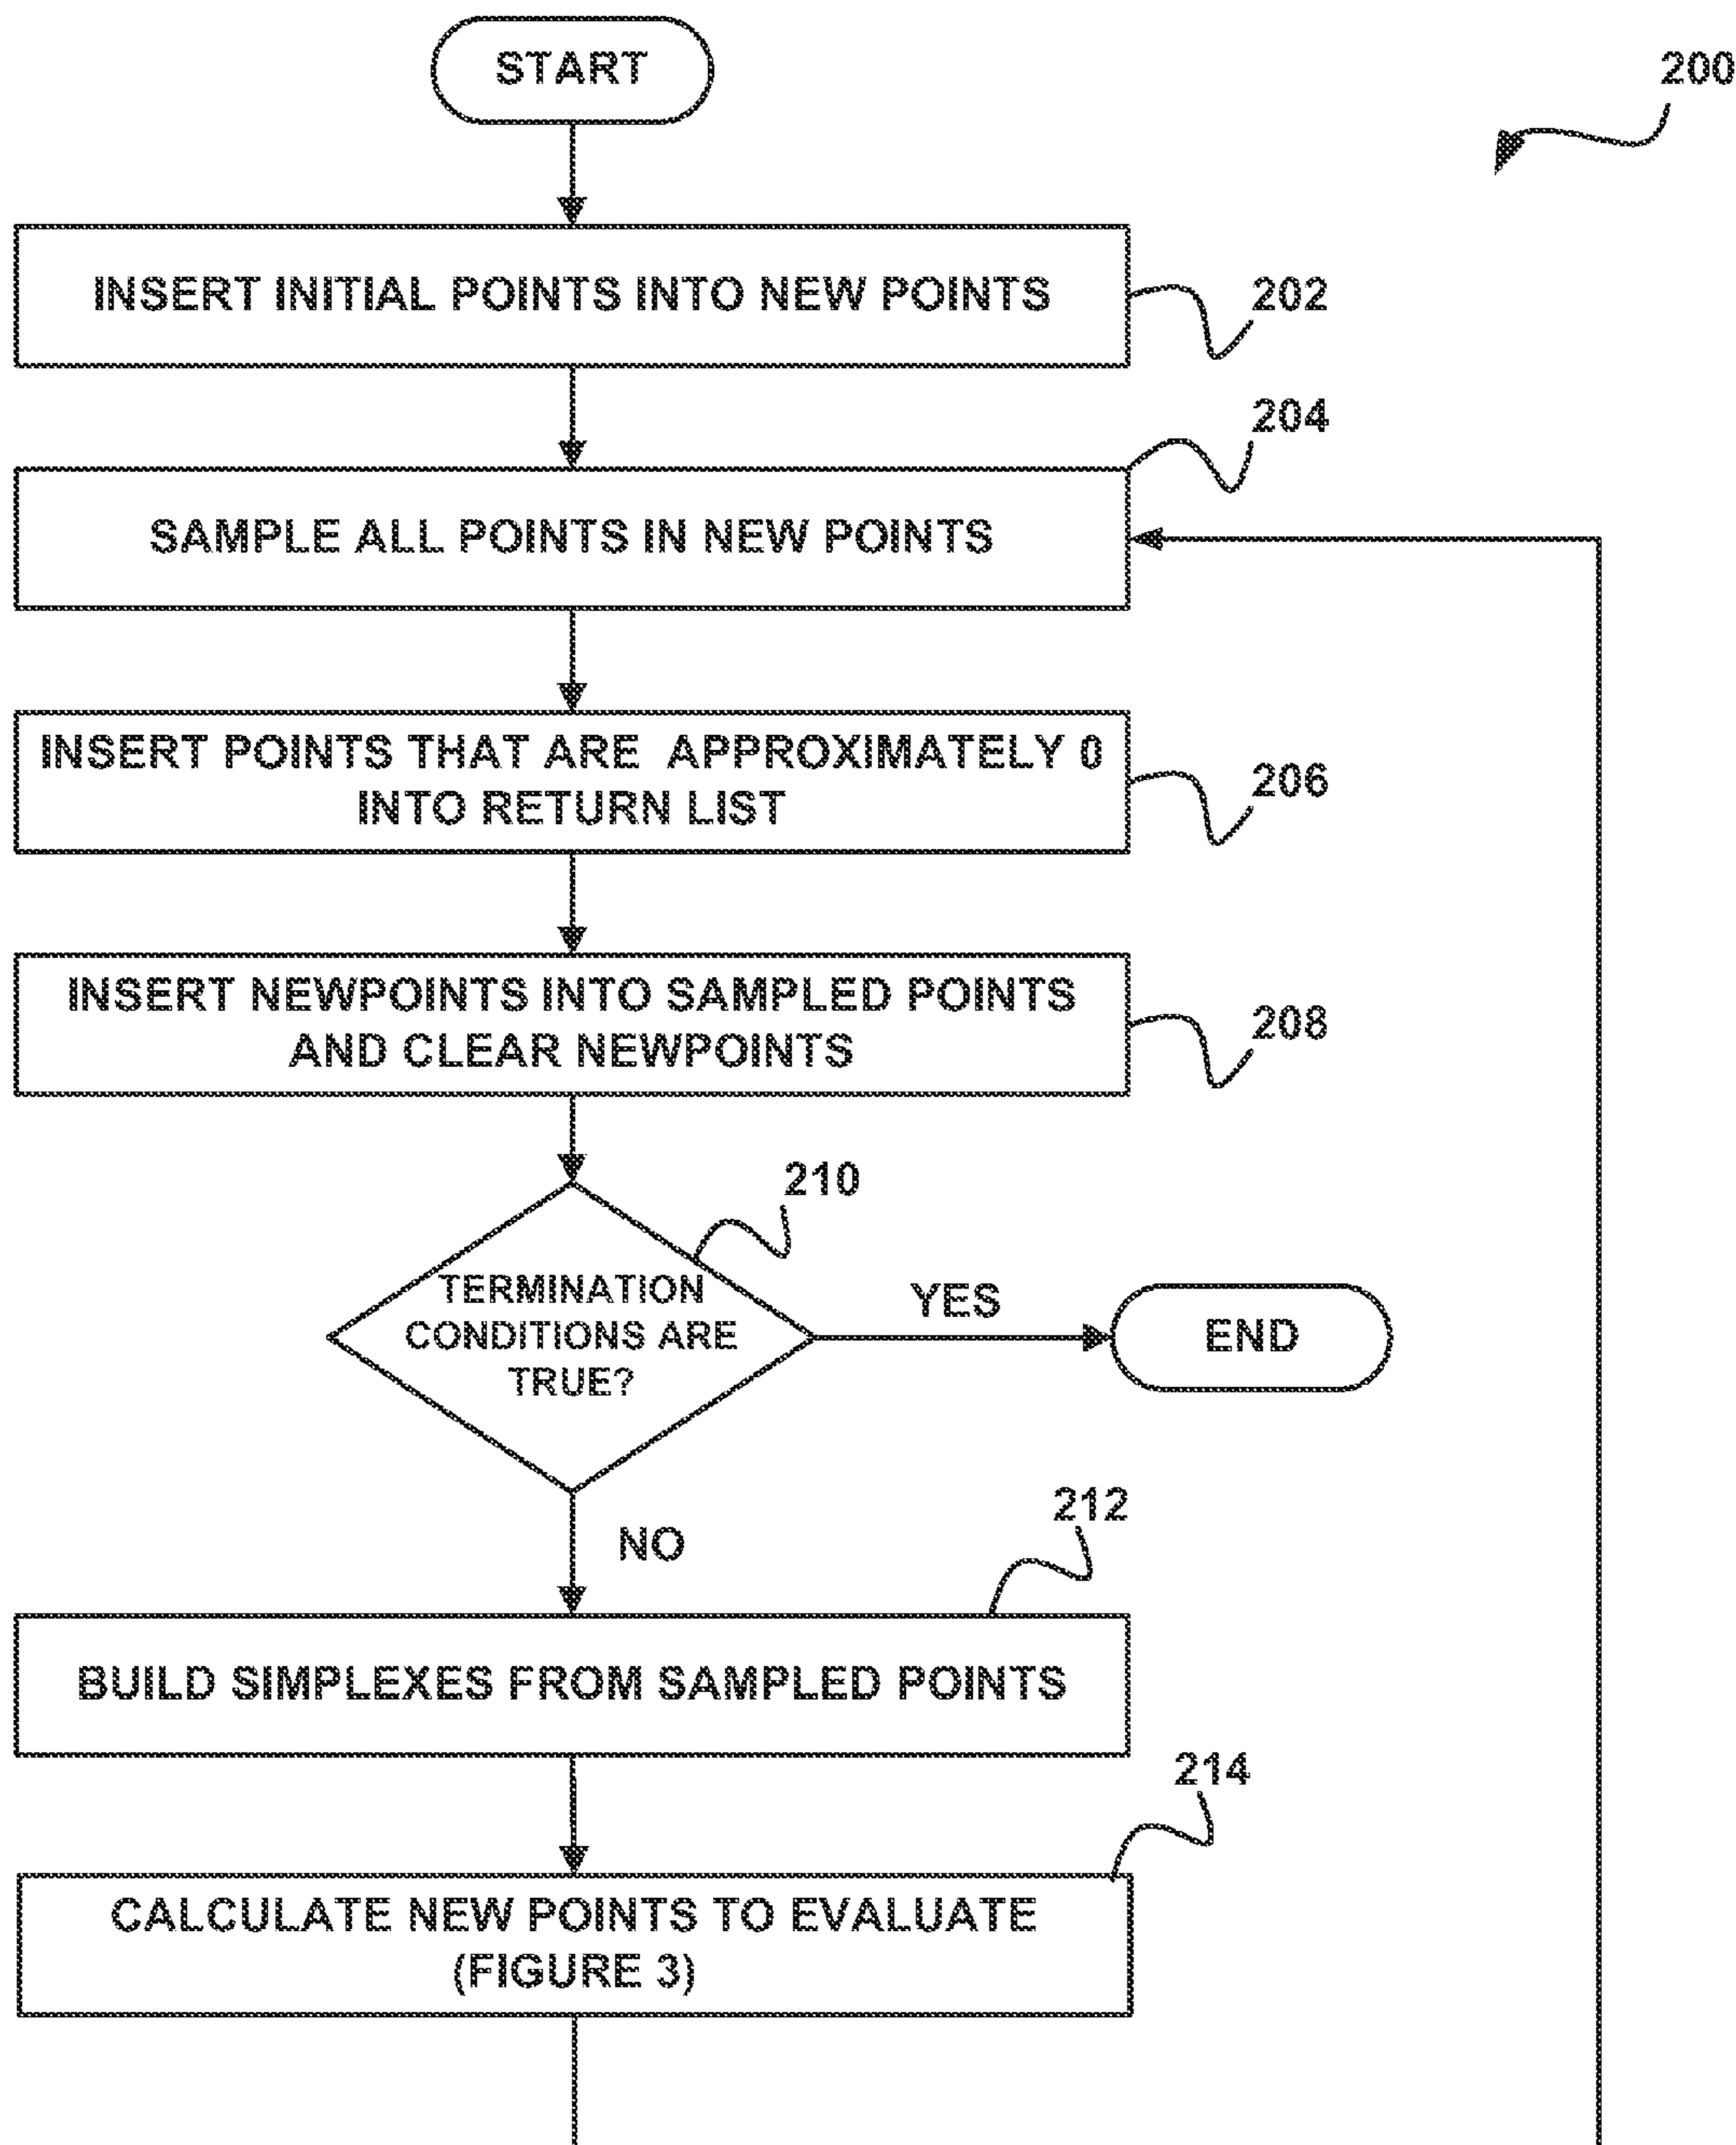 START
200
INSERT INITIAL POINTS INTO NEW POINTS
202
204
SAMPLE ALL POINTS IN NEW POINTS
INSERT POINTS THAT ARE APPROXIMATELY 0
INTO RETURN LIST
206
INSERT NEWPOINTS INTO SAMPLED POINTS
AND CLEAR NEWPOINTS
208
210
TERMINATION
CONDITIONS ARE
TRUE?
YES
END
NO
212
BUILD SIMPLEXES FROM SAMPLED POINTS
214
CALCULATE NEW POINTS TO EVALUATE
(FIGURE 3)